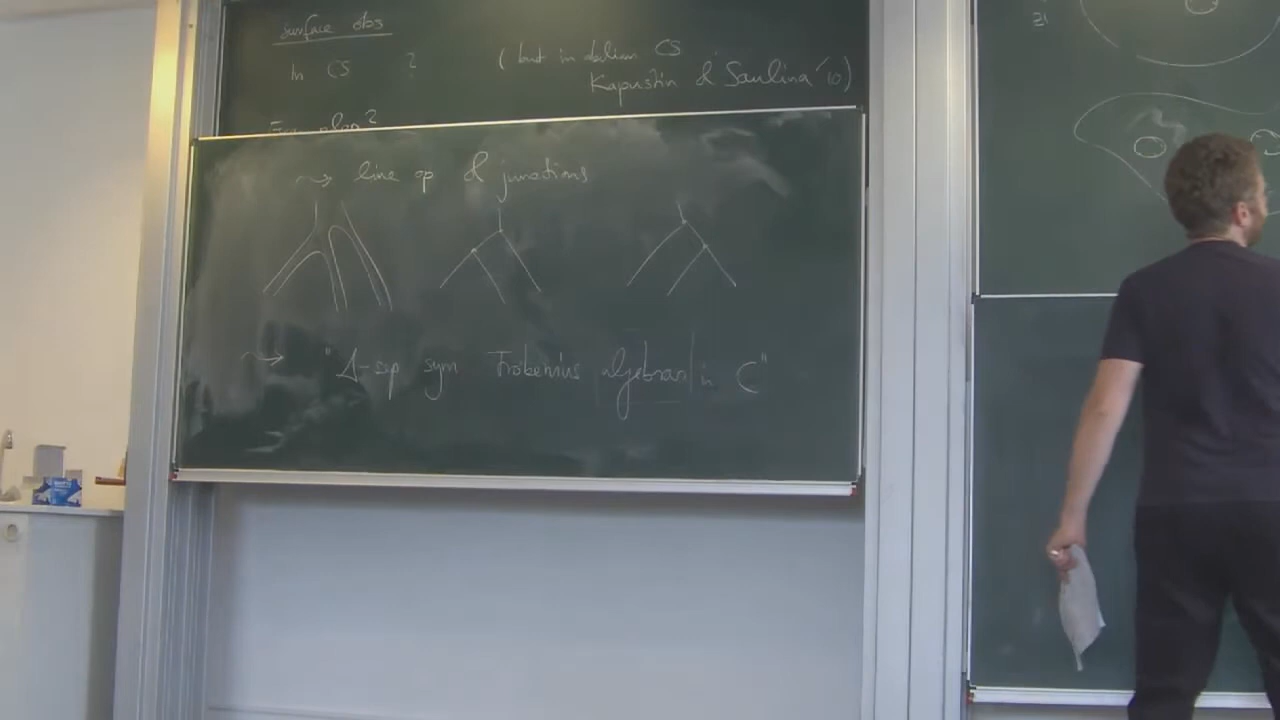 surface obs
In CS ?
(but in abelian CS
Kapustin & Saulina '10)
⇝ line op & junctions
⇝ "Δ-sep sym Frobenius algebras in C"